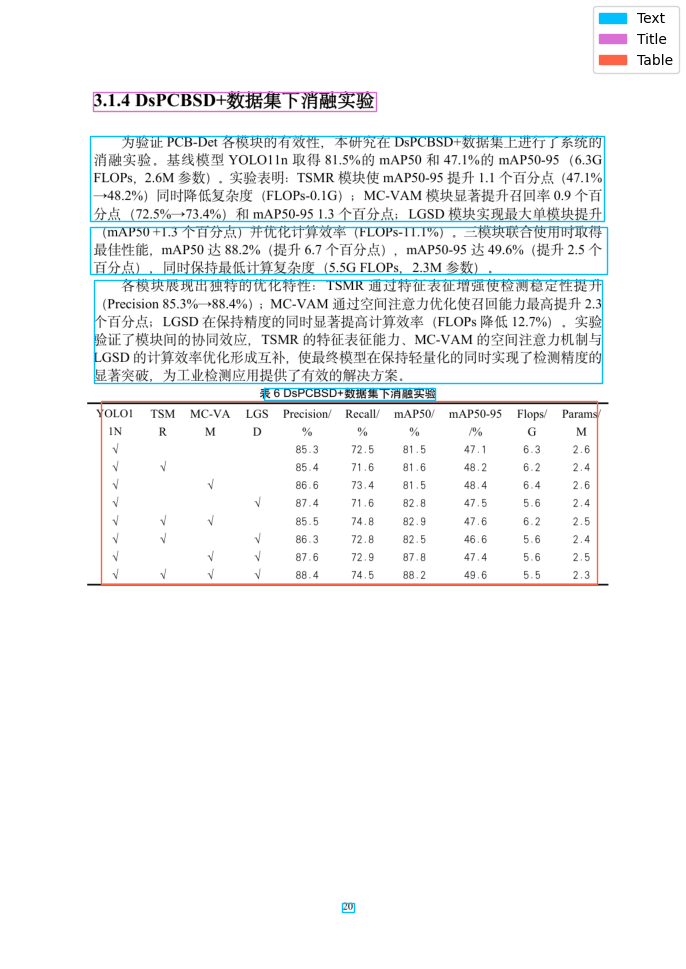 Text
Title
Table
3.1.4 DsPCBSD+数据集下消融实验
为验证 PCB-Det 各模块的有效性，本研究在 DsPCBSD+数据集上进行了系统的
消融实验。基线模型 YOLO11n 取得 81.5%的 mAP50 和 47.1%的 mAP50-95（6.3G
FLOPs，2.6M 参数）。实验表明：TSMR 模块使 mAP50-95 提升 1.1 个百分点（47.1%
→48.2%）同时降低复杂度（FLOPs-0.1G）；MC-VAM 模块显著提升召回率 0.9 个百
分点（72.5%→73.4%）和 mAP50-95 1.3 个百分点；LGSD 模块实现最大单模块提升
（mAP50 +1.3 个百分点）并优化计算效率（FLOPs-11.1%）。三模块联合使用时取得
最佳性能，mAP50 达 88.2%（提升 6.7 个百分点），mAP50-95 达 49.6%（提升 2.5 个
百分点），同时保持最低计算复杂度（5.5G FLOPs，2.3M 参数）。
各模块展现出独特的优化特性：TSMR 通过特征表征增强使检测稳定性提升
（Precision 85.3%→88.4%）；MC-VAM 通过空间注意力优化使召回能力最高提升 2.3
个百分点；LGSD 在保持精度的同时显著提高计算效率（FLOPs 降低 12.7%）。实验
验证了模块间的协同效应，TSMR 的特征表征能力、MC-VAM 的空间注意力机制与
LGSD 的计算效率优化形成互补，使最终模型在保持轻量化的同时实现了检测精度的
显著突破，为工业检测应用提供了有效的解决方案。
表 6 DsPCBSD+数据集下消融实验
YOLO1 TSM MC-VA LGS Precision/ Recall/ mAP50/ mAP50-95 Flops/ Params/
1N R M D % % % /% G M
√ 85.3 72.5 81.5 47.1 6.3 2.6
√ √ 85.4 71.6 81.6 48.2 6.2 2.4
√ √ 86.6 73.4 81.5 48.4 6.4 2.6
√ √ 87.4 71.6 82.8 47.5 5.6 2.4
√ √ √ 85.5 74.8 82.9 47.6 6.2 2.5
√ √ √ 86.3 72.8 82.5 46.6 5.6 2.4
√ √ √ 87.6 72.9 87.8 47.4 5.6 2.5
√ √ √ √ 88.4 74.5 88.2 49.6 5.5 2.3
20